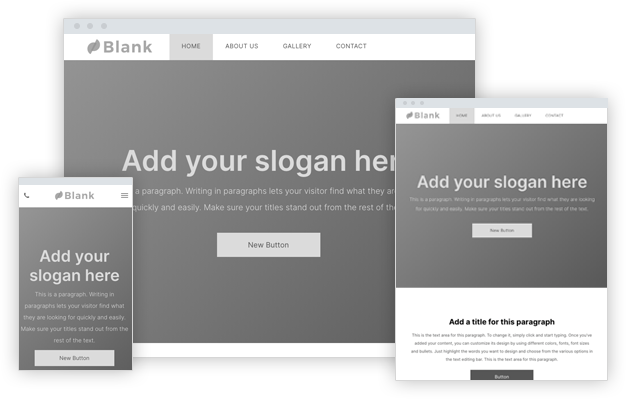 Blank
HOME
ABOUT US
GALLERY
CONTACT
Add your slogan her
a paragraph. Writing in paragraphs lets your visitor find what they are
quickly and easily. Make sure your titles stand out from the rest of the
New Button
Blank
Add your
slogan here
This is a paragraph. Writing in
paragraphs lets your visitor find what
they are looking for quickly and easily.
Make sure your titles stand out from the
rest of the text.
New Button
Blank
HOME
ABOUT US
GALLERY
CONTACT
Add your slogan here
This is a paragraph. Writing in paragraphs lets your visitor find what they are looking
for quickly and easily. Make sure your titles stand out from the rest of the text.
New Button
Add a title for this paragraph
This is the text area for this paragraph. To change it, simply click and start typing. Once you've
added your content, you can customize its design by using different colors, fonts, font sizes
and bullets. Just highlight the words you want to design and choose from the various options in
the text editing bar. This is the text area for this paragraph.
Button